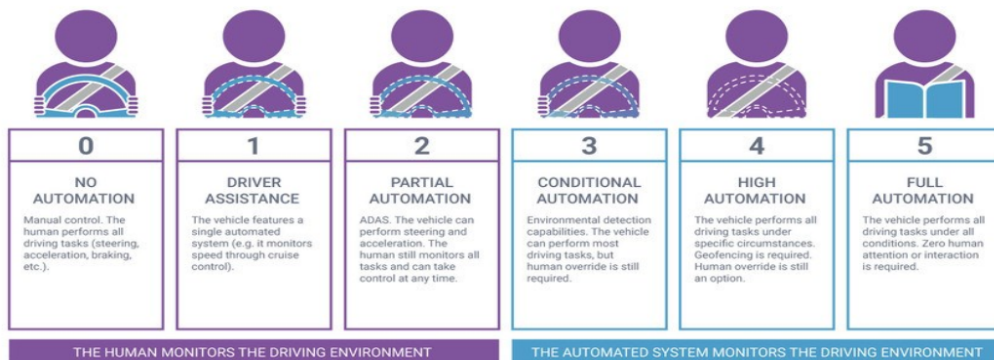 0
NO
AUTOMATION
Manual control. The
human performs all
driving tasks (steering,
acceleration, braking,
etc.).
1
DRIVER
ASSISTANCE
The vehicle features a
single automated
system (e.g. it monitors
speed through cruise
control).
2
PARTIAL
AUTOMATION
ADAS. The vehicle can
perform steering and
acceleration. The
human still monitors all
tasks and can take
control at any time.
3
CONDITIONAL
AUTOMATION
Environmental detection
capabilities. The vehicle
can perform most
driving tasks, but
human override is still
required.
4
HIGH
AUTOMATION
The vehicle performs all
driving tasks under
specific circumstances.
Geofencing is required.
Human override is still
an option.
5
FULL
AUTOMATION
The vehicle performs all
driving tasks under all
conditions. Zero human
attention or interaction
is required.
THE HUMAN MONITORS THE DRIVING ENVIRONMENT
THE AUTOMATED SYSTEM MONITORS THE DRIVING ENVIRONMENT